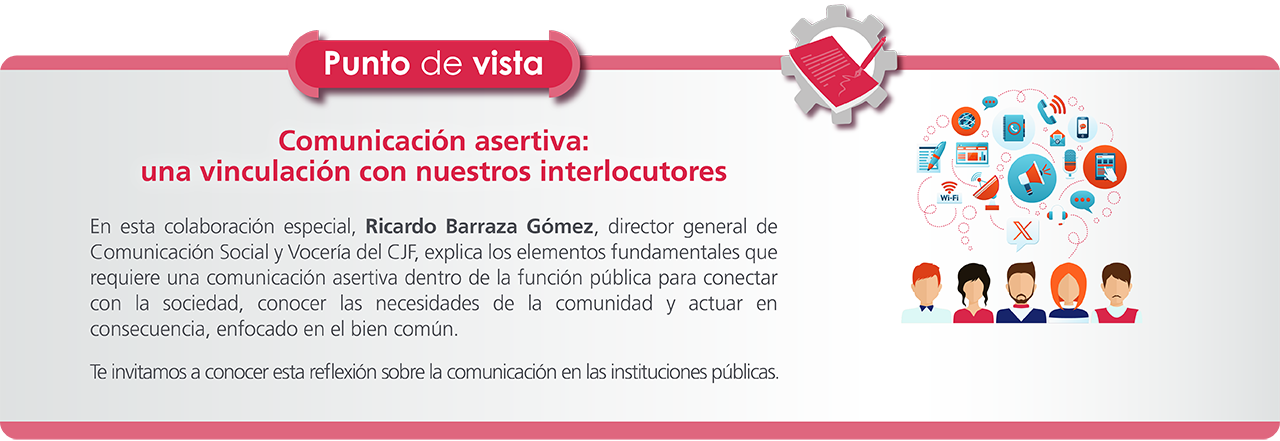 Punto de vista
Comunicación asertiva:
una vinculación con nuestros interlocutores
En esta colaboración especial, Ricardo Barraza Gómez, director general de
Comunicación Social y Vocería del CJF, explica los elementos fundamentales que
requiere una comunicación asertiva dentro de la función pública para conectar
con la sociedad, conocer las necesidades de la comunidad y actuar en
consecuencia, enfocado en el bien común.
Te invitamos a conocer esta reflexión sobre la comunicación en las instituciones públicas.
Wi-Fi
X